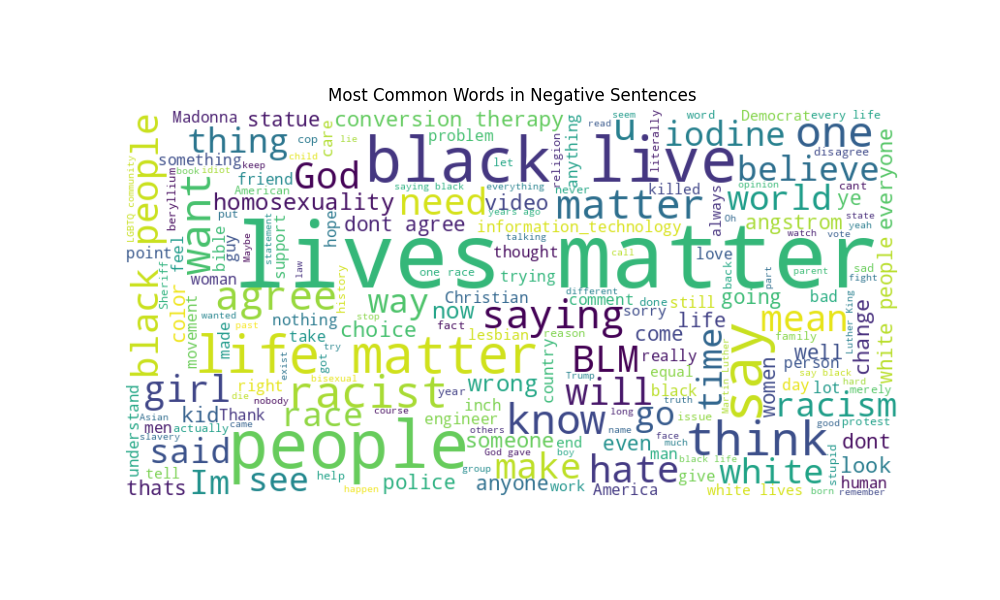 Most Common Words in Negative Sentences
Madonna
statue
conversion therapy
care
cop
lie
problem
seem
read
word
Democrat
every life
thing
black live
u
iodine
one
anything
religion
literally
disagree
believe
everyone
child
let
something
keep
book
idiot
friend
God
American
saying black
everything
never
killed
opinion
cant
state
yeah
world
ye
LGBTQ community
black people
beryllium
want
put
homosexuality
need
video
years ago
matter
always
Oh
angstrom
watch
vote
bible
guy
Maybe
statement
support
hope
dont agree
information_technology
talking
thought
call
love
back
part
parent
sad
fight
point
feel
woman
Sheriff
law
lives matter
one race
trying
going
bad
white people
color
movement
wanted
made
past
agree
history
way
now
Christian
comment
done
still
sorry
life
mean
change
Luther King
nothing
take
stop
choice
fact
saying
lesbian
reason
come
family
well
person
exist
got
try
life matter
country
BLM
really
Trump
equal
time
Martin Luther
say
women
say black
hard
girl
right
die
bisexual
nobody
racist
year
wrong
will
black
truth
day
lot
merely
kid
Thank
Asian
came
men
actually
slavery
race
course
inch
engineer
know
long
go
issue
racism
good
protest
understand
said
people
others
someone
end
name
boy
even
face
much
man
think
dont
stupid
tell
thats
Im
see
help
happen
group
God gave
make
different
hate
black life
give
white
look
human
police
anyone
work
America
white lives
born
remember